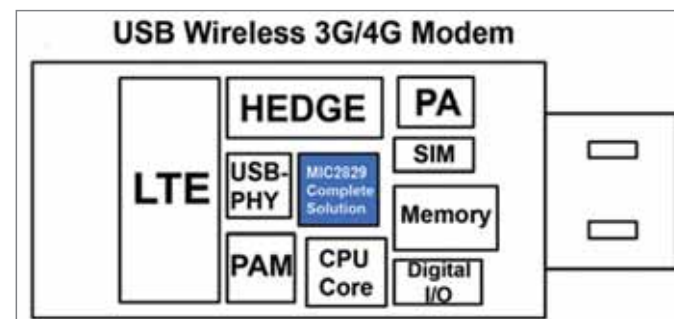 USB Wireless 3G/4G Modem
LTE
HEDGE
PA
SIM
USB-
PHY
MIC2829
Complete
Solution
Memory
PAM
CPU
Core
Digital
I/O